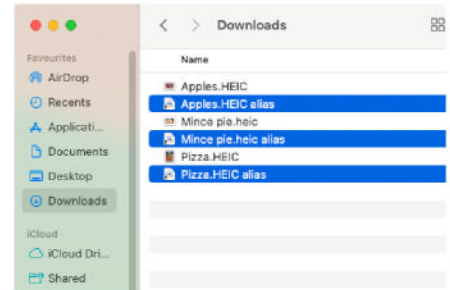 Downloads
Favourites
AirDrop
Recents
Applicati...
Documents
Desktop
Downloads
iCloud
iCloud Dri...
Shared
Name
Apples.HEIC
Apples.HEIC alias
Mince pie.heic
Mince pie.heic alias
Pizza.HEIC
Pizza.HEIC alias